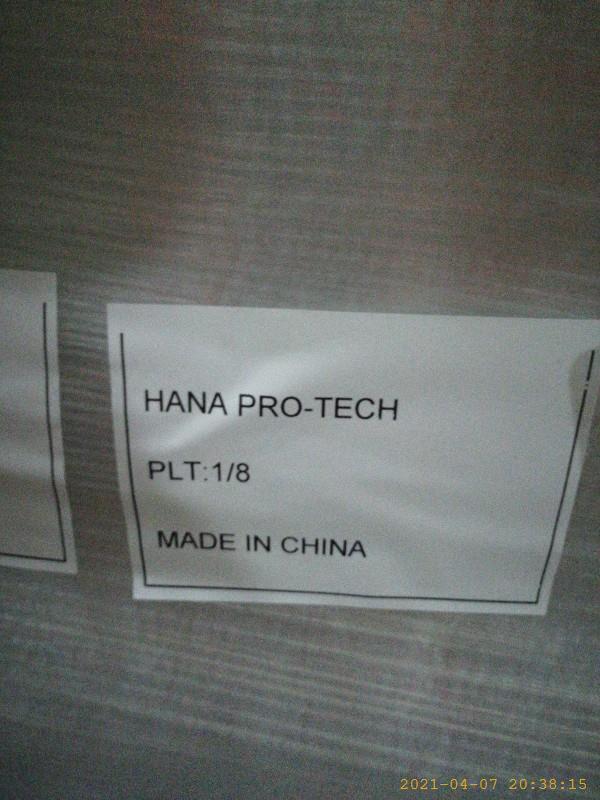 HANA PRO-TECH
PLT:1/8
MADE IN CHINA
2021-04-07 20:38:15